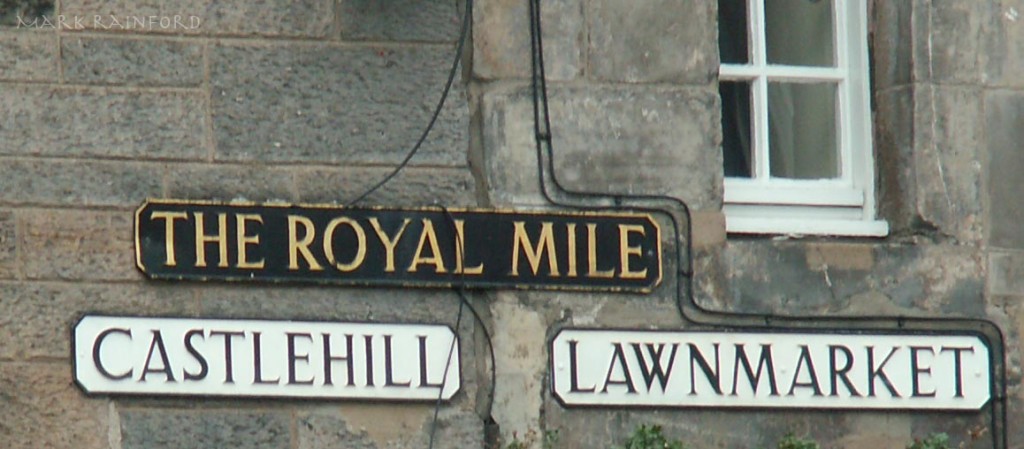 MARK RAINFORD
THE ROYAL MILE
CASTLEHILL
LAWNMARKET